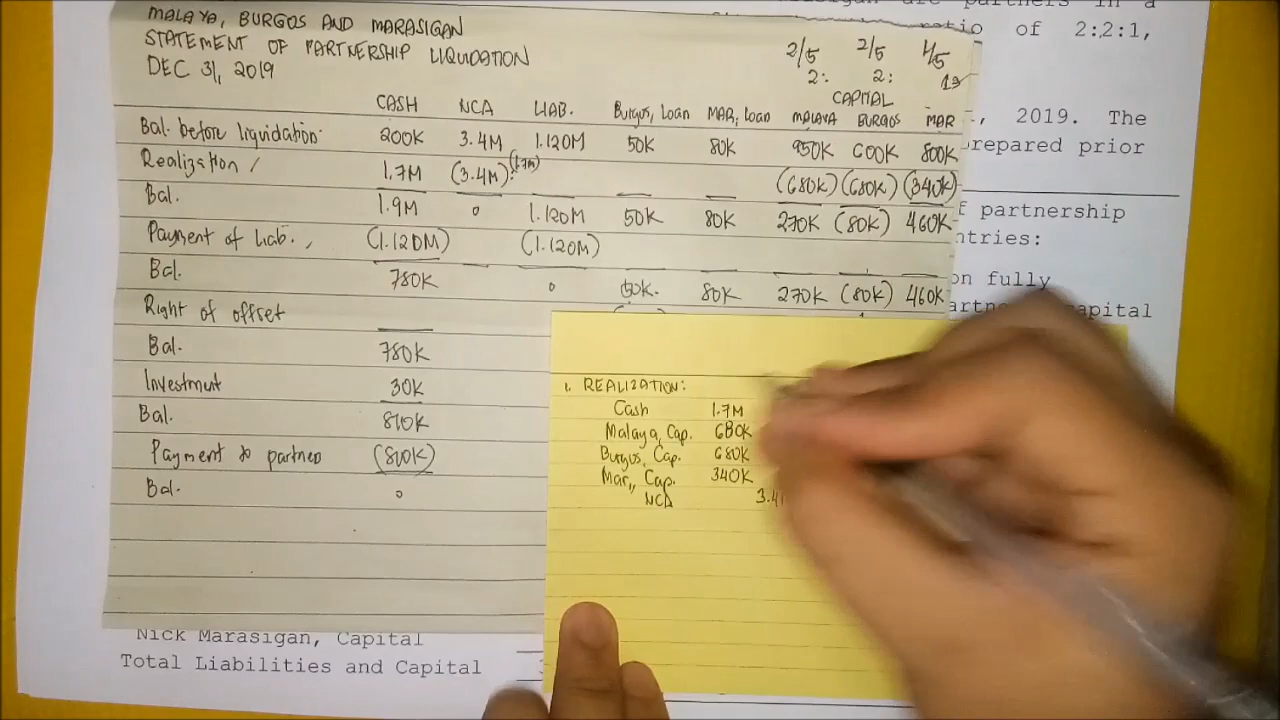 MALAYA, BURGOS AND MARASIGAN
STATEMENT OF PARTNERSHIP LIQUIDATION
DEC 31, 2019
2/5 2/5 1/5
2: 2:
CAPITAL
CASH NCA LIAB. Burgos, Loan MAR, Loan MALAYA BURGOS MAR
Bal. before liquidation 200K 3.4M 1.120M 50K 80K 950K 600K 800K
Realization 1.7M (3.4M) (1.7M) (680K) (680K) (340K)
Bal. 1.9M 0 1.120M 50K 80K 270K (80K) 460K
Payment of Liab. (1.120M) (1.120M)
Bal. 780K 0 50K. 80K 270K (80K) 460K
Right of offset
Bal. 780K
Investment 30K
Bal. 810K
Payment to partners (810K)
Bal. 0
1. REALIZATION:
Cash 1.7M
Malaya, Cap. 680K
Burgos, Cap. 680K
Mar., Cap. 340K
NCA
are partners in a
of 2:2:1,
, 2019. The
prepared prior
f partnership
ntries:
on fully
Capital
Nick Marasigan, Capital
Total Liabilities and Capital